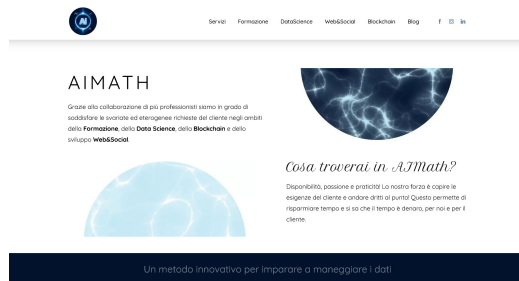 AI
Servizi Formazione DataScience Web&Social Blockchain Blog
AIMATH
Grazie alla collaborazione di più professionisti siamo in grado di
soddisfare le svariate ed eterogenee richieste del cliente negli ambiti
della Formazione, della Data Science, della Blockchain e dello
sviluppo Web&Social.
Cosa troverai in AIMath?
Disponibilità, passione e praticità! La nostra forza è capire le
esigenze del cliente e andare dritti al punto! Questo permette di
risparmiare tempo e si sa che il tempo è denaro, per noi e per il
cliente.
Un metodo innovativo per imparare a maneggiare i dati